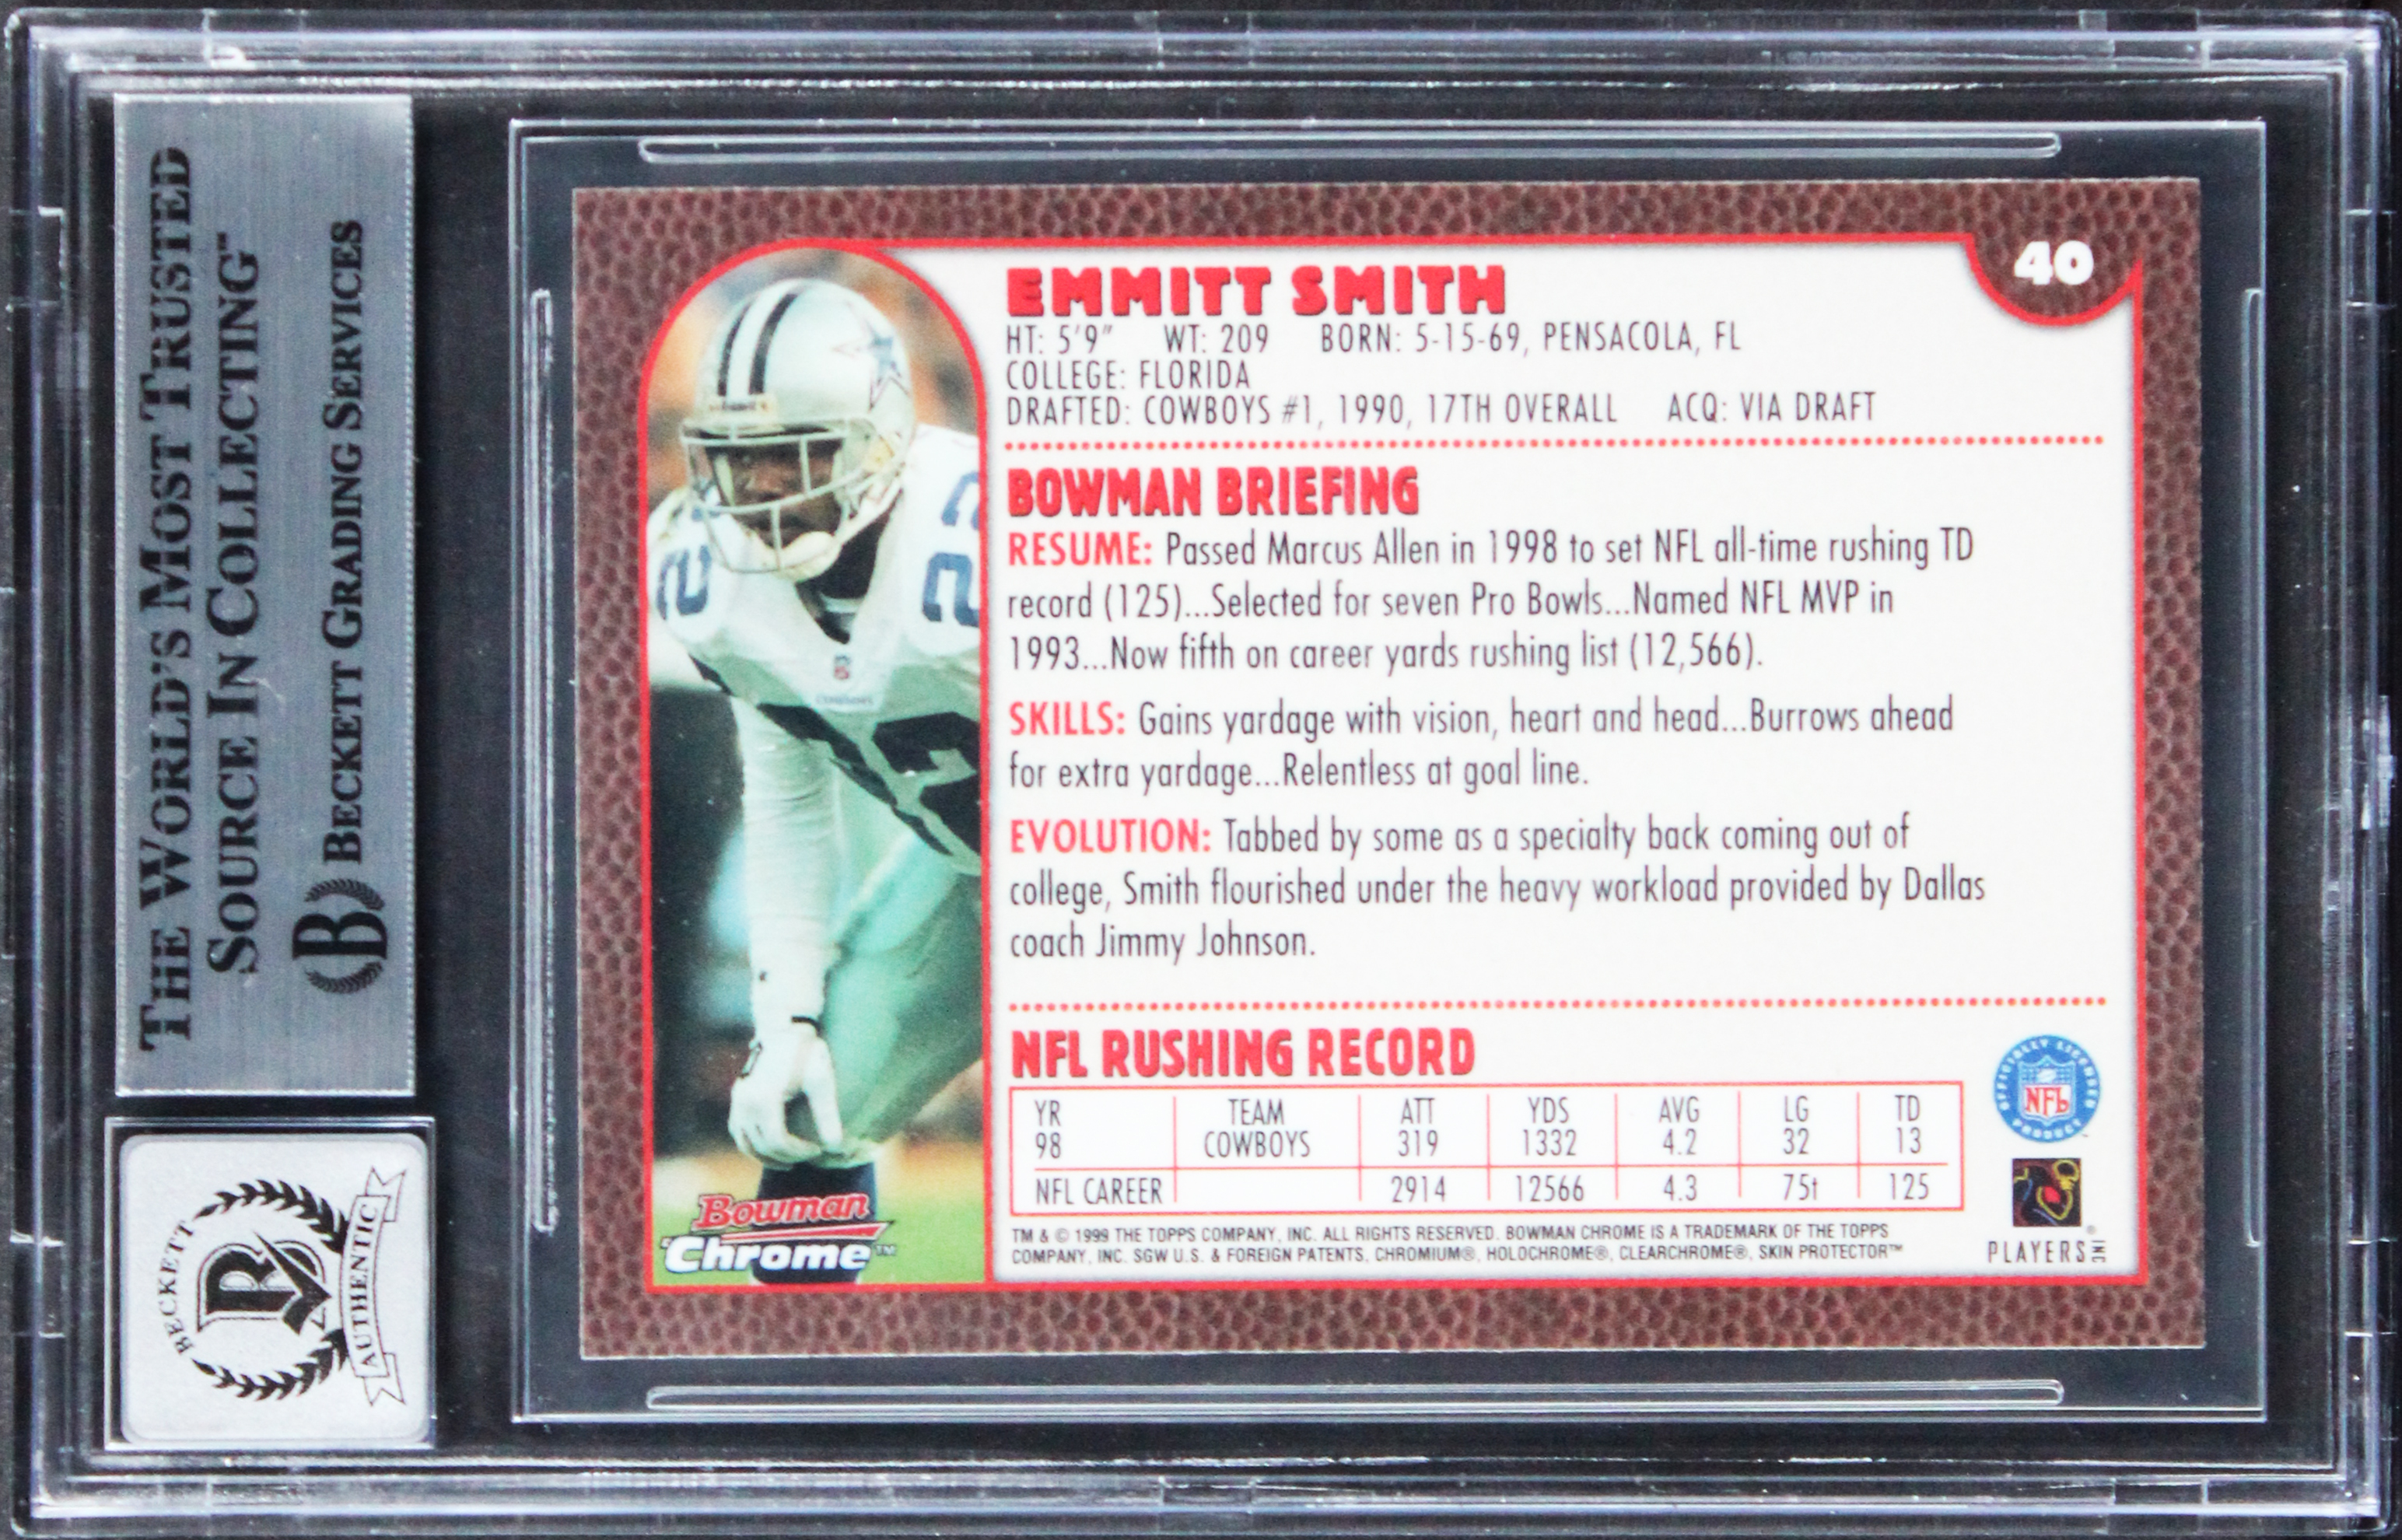 THE WORLD'S MOST TRUSTED
SOURCE IN COLLECTING™
B BECKETT GRADING SERVICES
BECKETT
B
AUTHENTIC
40
EMMITT SMITH
HT: 5'9" WT: 209 BORN: 5-15-69, PENSACOLA, FL
COLLEGE: FLORIDA
DRAFTED: COWBOYS #1, 1990, 17TH OVERALL ACQ: VIA DRAFT
BOWMAN BRIEFING
RESUME: Passed Marcus Allen in 1998 to set NFL all-time rushing TD
record (125)...Selected for seven Pro Bowls...Named NFL MVP in
1993...Now fifth on career yards rushing list (12,566).
SKILLS: Gains yardage with vision, heart and head...Burrows ahead
for extra yardage...Relentless at goal line.
EVOLUTION: Tabbed by some as a specialty back coming out of
college, Smith flourished under the heavy workload provided by Dallas
coach Jimmy Johnson.
NFL RUSHING RECORD
YR TEAM ATT YDS AVG LG TD
98 COWBOYS 319 1332 4.2 32 13
NFL CAREER 2914 12566 4.3 75t 125
TM & © 1999 THE TOPPS COMPANY, INC. ALL RIGHTS RESERVED. BOWMAN CHROME IS A TRADEMARK OF THE TOPPS
COMPANY, INC. SGW U.S. & FOREIGN PATENTS, CHROMIUM®, HOLOCHROME®, CLEARCHROME®, SKIN PROTECTOR™
OFFICIALLY LICENSED
NFL
PRODUCT
PLAYERS INC
®
Bowman
Chrome™
22
22
22